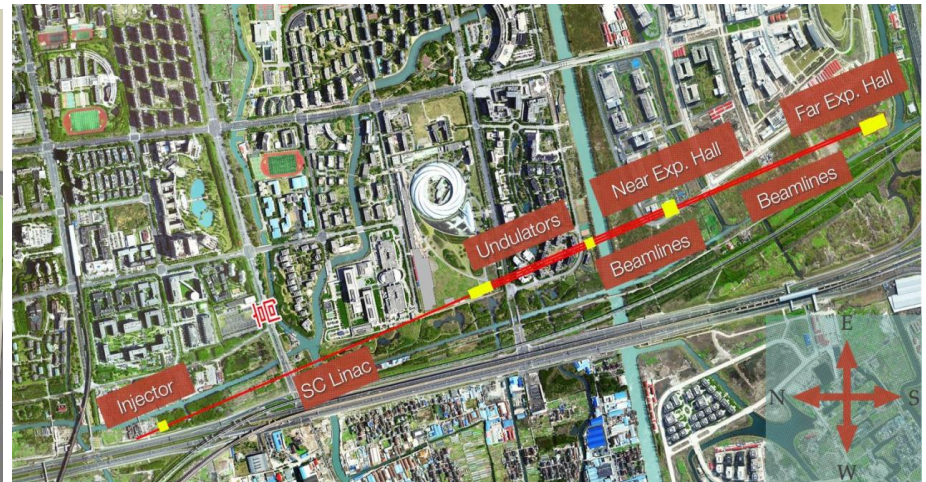 Far Exp. Hall
Near Exp. Hall
Beamlines
Undulators
Beamlines
SC Linac
Injector
E
N
S
W